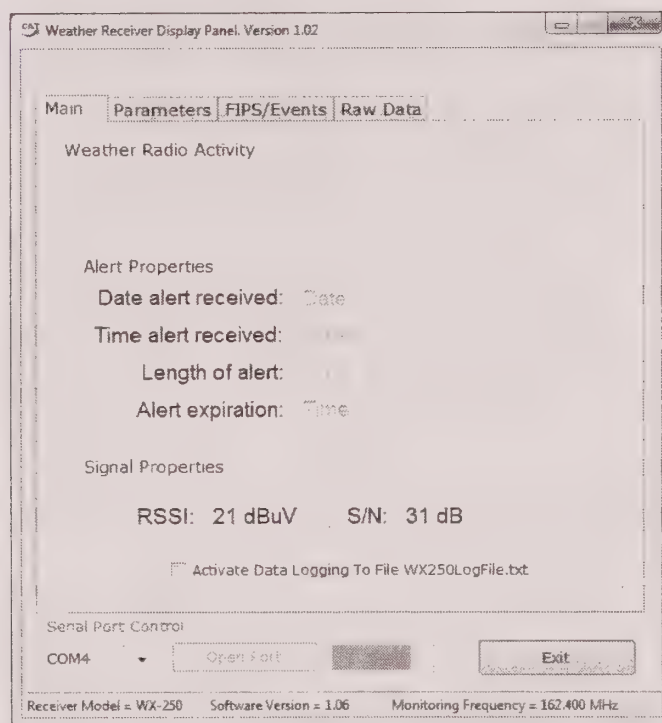 CAT Weather Receiver Display Panel. Version 1.02
Main Parameters FIPS/Events Raw Data
Weather Radio Activity
Alert Properties
Date alert received: Date
Time alert received:
Length of alert:
Alert expiration: Time
Signal Properties
RSSI: 21 dBuV S/N: 31 dB
Activate Data Logging To File WX250LogFile.txt
Serial Port Control
COM4 Open Port Exit
Receiver Model = WX-250 Software Version = 1.06 Monitoring Frequency = 162.400 MHz